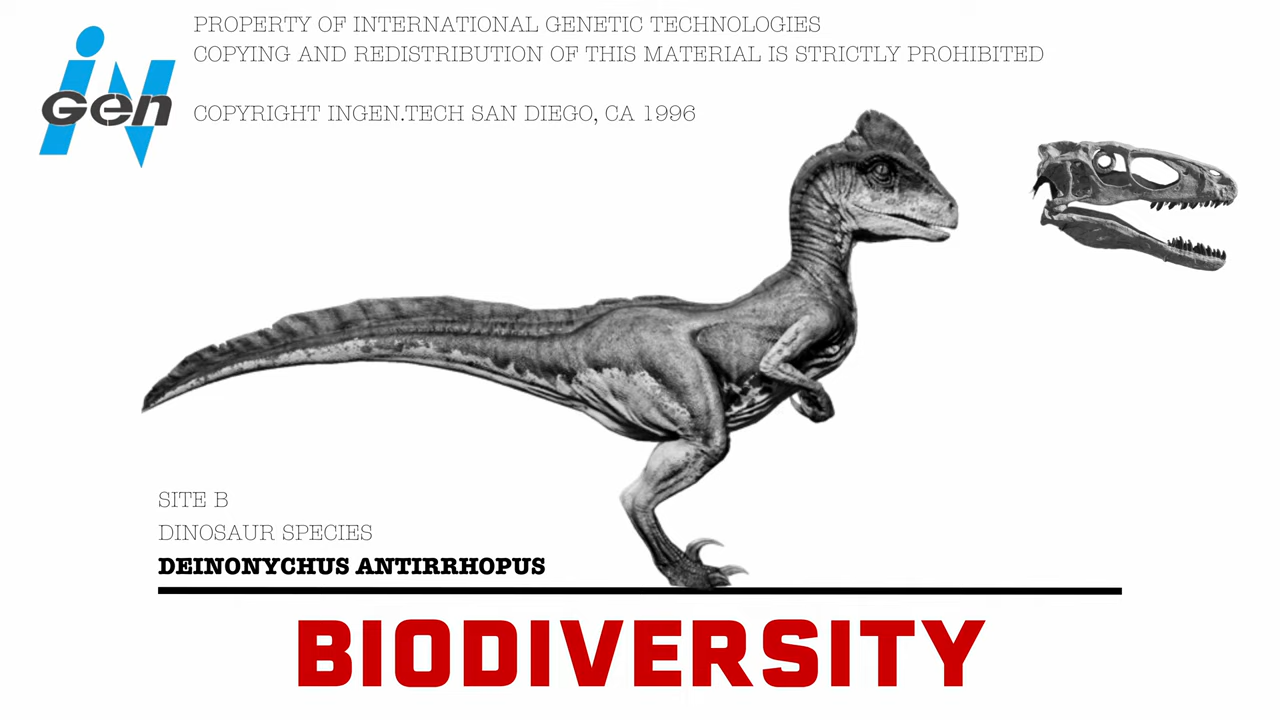 PROPERTY OF INTERNATIONAL GENETIC TECHNOLOGIES
COPYING AND REDISTRIBUTION OF THIS MATERIAL IS STRICTLY PROHIBITED
iN
Gen
COPYRIGHT INGEN.TECH SAN DIEGO, CA 1996
SITE B
DINOSAUR SPECIES
DEINONYCHUS ANTIRRHOPUS
BIODIVERSITY